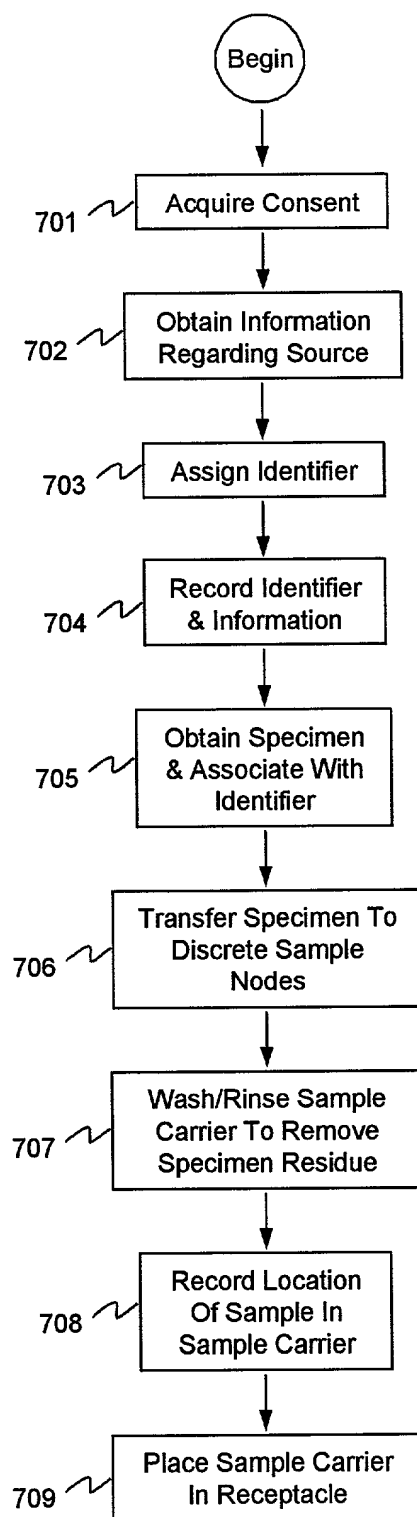 Begin
701
Acquire Consent
702
Obtain Information
Regarding Source
703
Assign Identifier
704
Record Identifier
& Information
705
Obtain Specimen
& Associate With
Identifier
706
Transfer Specimen To
Discrete Sample
Nodes
707
Wash/Rinse Sample
Carrier To Remove
Specimen Residue
708
Record Location
Of Sample In
Sample Carrier
709
Place Sample Carrier
In Receptacle